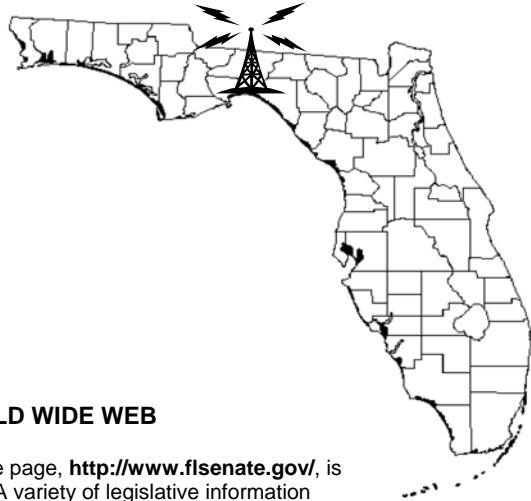 LD WIDE WEB
e page, http://www.flsenate.gov/, is
A variety of legislative information